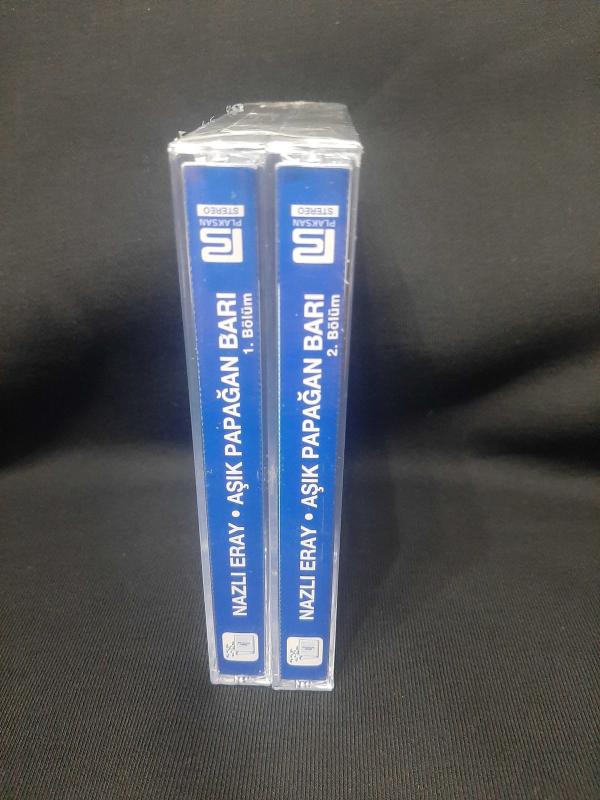 NAZLI ERAY • AŞIK PAPAĞAN BARI
1. Bölüm
PLAKSAN
STEREO
NAZLI ERAY • AŞIK PAPAĞAN BARI
2. Bölüm
PLAKSAN
STEREO